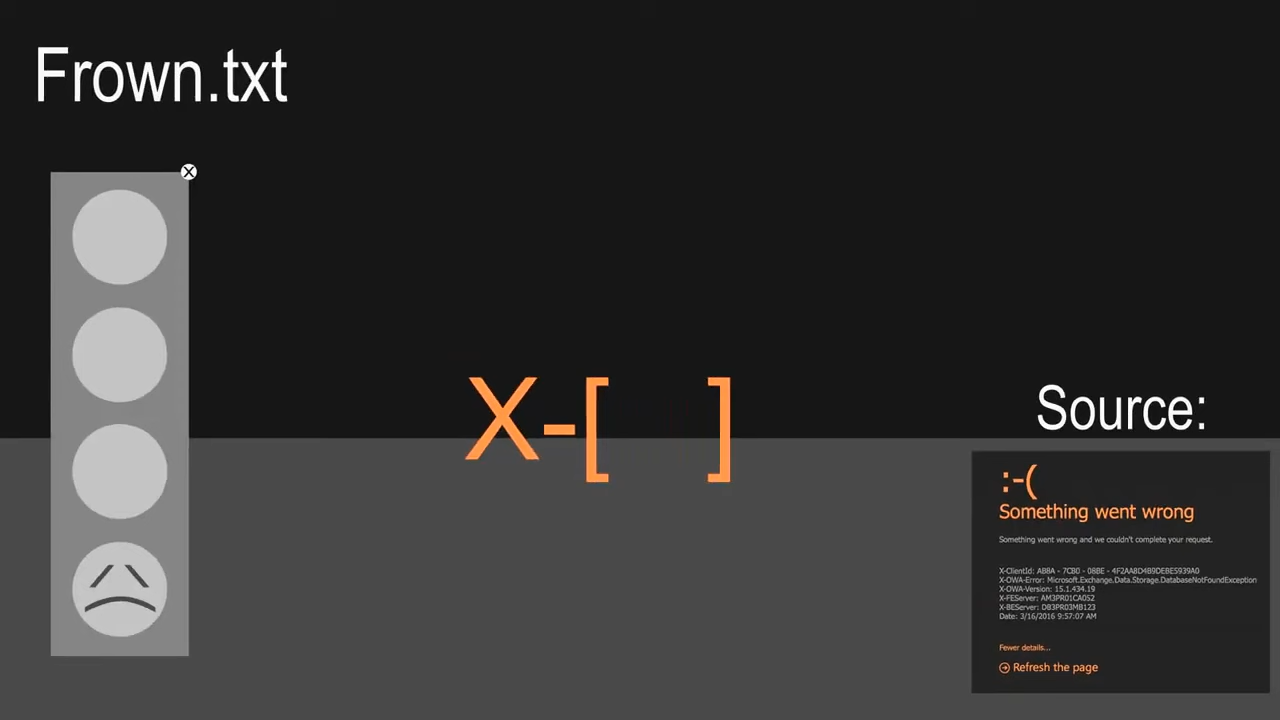 Frown.txt
X
X-[ ]
Source:
:-(
Something went wrong
Something went wrong and we couldn't complete your request.
X-ClientId: AB8A - 7CB0 - 08BE - 4F2AA8D4B9DEBE5939A0
X-OWA-Error: Microsoft.Exchange.Data.Storage.DatabaseNotFoundException
X-OWA-Version: 15.1.434.19
X-FEServer: AM3PR01CA052
X-BEServer: DB3PR03MB123
Date: 3/16/2016 9:57:07 AM
Fewer details...
Refresh the page